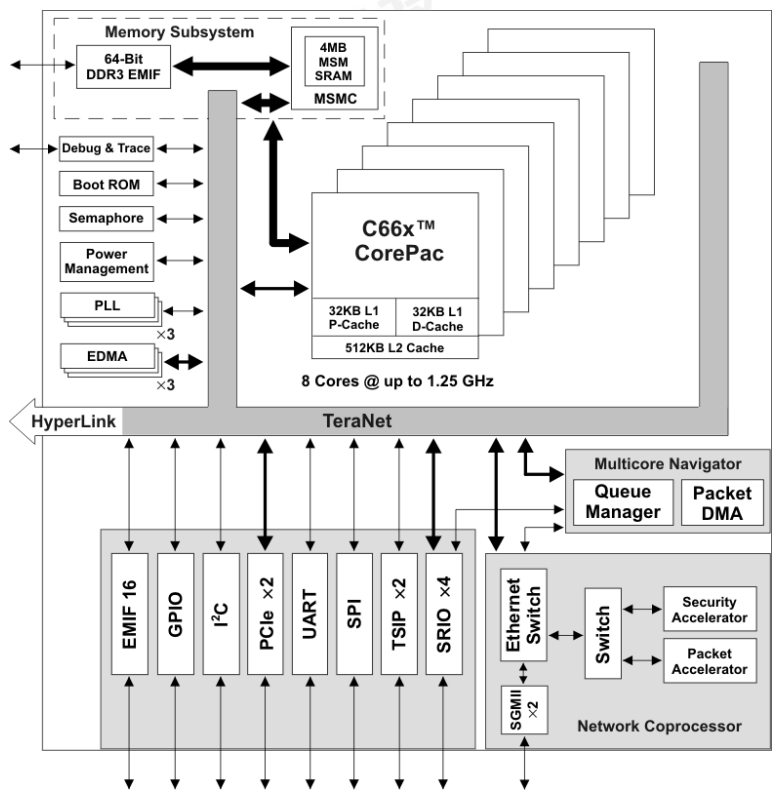 Memory Subsystem
64-Bit
DDR3 EMIF
4MB
MSM
SRAM
MSMC
Debug & Trace
Boot ROM
Semaphore
Power
Management
PLL
×3
EDMA
×3
C66x™
CorePac
32KB L1
P-Cache
32KB L1
D-Cache
512KB L2 Cache
8 Cores @ up to 1.25 GHz
HyperLink
TeraNet
Multicore Navigator
Queue
Manager
Packet
DMA
EMIF 16
GPIO
I²C
PCIe ×2
UART
SPI
TSIP ×2
SRIO ×4
Ethernet
Switch
Switch
Security
Accelerator
Packet
Accelerator
SGMII
×2
Network Coprocessor